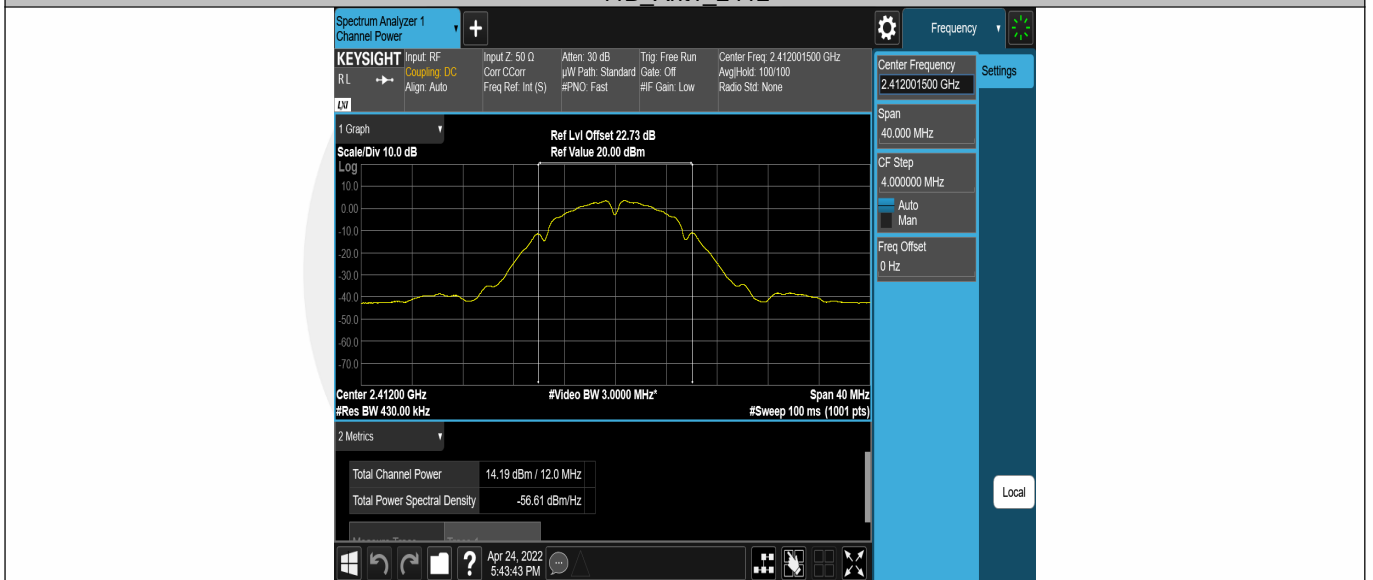 Spectrum Analyzer 1
Channel Power
+
Frequency
KEYSIGHT
RL
LXI
Input: RF
Coupling: DC
Align: Auto
Input Z: 50 Ω
Corr CCorr
Freq Ref: Int (S)
Atten: 30 dB
µW Path: Standard
#PNO: Fast
Trig: Free Run
Gate: Off
#IF Gain: Low
Center Freq: 2.412001500 GHz
Avg|Hold: 100/100
Radio Std: None
Center Frequency
2.412001500 GHz
Settings
Span
40.000 MHz
CF Step
4.000000 MHz
Auto
Man
Freq Offset
0 Hz
1 Graph
Ref Lvl Offset 22.73 dB
Scale/Div 10.0 dB
Ref Value 20.00 dBm
Log
10.0
0.00
-10.0
-20.0
-30.0
-40.0
-50.0
-60.0
-70.0
Center 2.41200 GHz
#Video BW 3.0000 MHz*
Span 40 MHz
#Res BW 430.00 kHz
#Sweep 100 ms (1001 pts)
2 Metrics
Total Channel Power 14.19 dBm / 12.0 MHz
Total Power Spectral Density -56.61 dBm/Hz
Local
?
Apr 24, 2022
5:43:43 PM